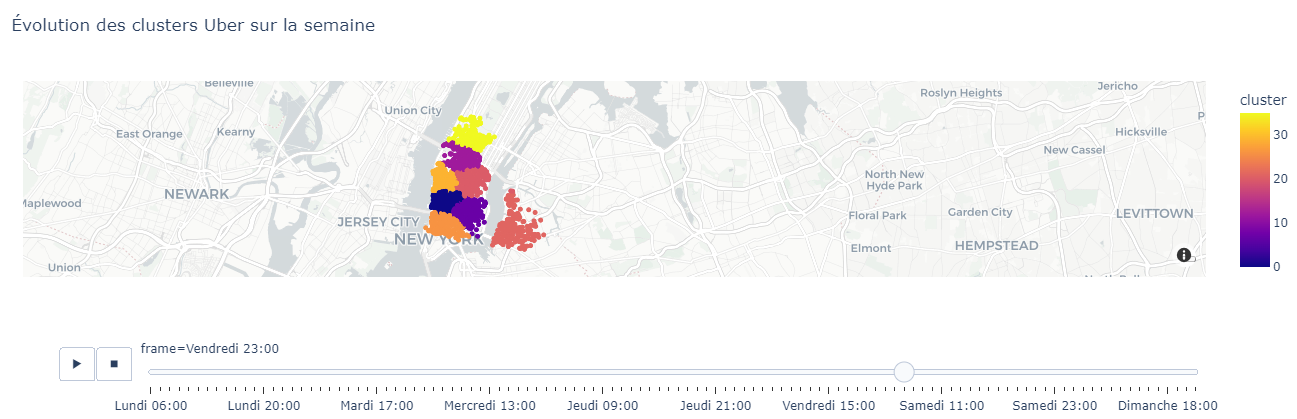 Évolution des clusters Uber sur la semaine
Belleville
Union City
East Orange
Kearny
NEWARK
Maplewood
JERSEY CITY
NEW YORK
Union
Roslyn Heights
Jericho
Hicksville
New Cassel
North New
Hyde Park
Floral Park
Garden City
LEVITTOWN
Elmont
HEMPSTEAD
cluster
30
20
10
0
frame=Vendredi 23:00
Lundi 06:00
Lundi 20:00
Mardi 17:00
Mercredi 13:00
Jeudi 09:00
Jeudi 21:00
Vendredi 15:00
Samedi 11:00
Samedi 23:00
Dimanche 18:00